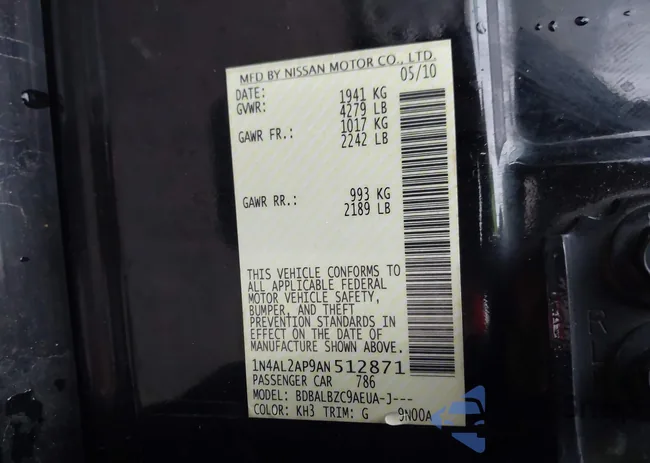 MFD BY NISSAN MOTOR CO., LTD.
DATE: 05/10
GVWR: 1941 KG
4279 LB
GAWR FR.: 1017 KG
2242 LB
GAWR RR.: 993 KG
2189 LB
THIS VEHICLE CONFORMS TO
ALL APPLICABLE FEDERAL
MOTOR VEHICLE SAFETY,
BUMPER, AND THEFT
PREVENTION STANDARDS IN
EFFECT ON THE DATE OF
MANUFACTURE SHOWN ABOVE.
1N4AL2AP9AN 512871
PASSENGER CAR 786
MODEL: BDBALBZC9AEUA-J---
COLOR: KH3 TRIM: G 9N00A
R